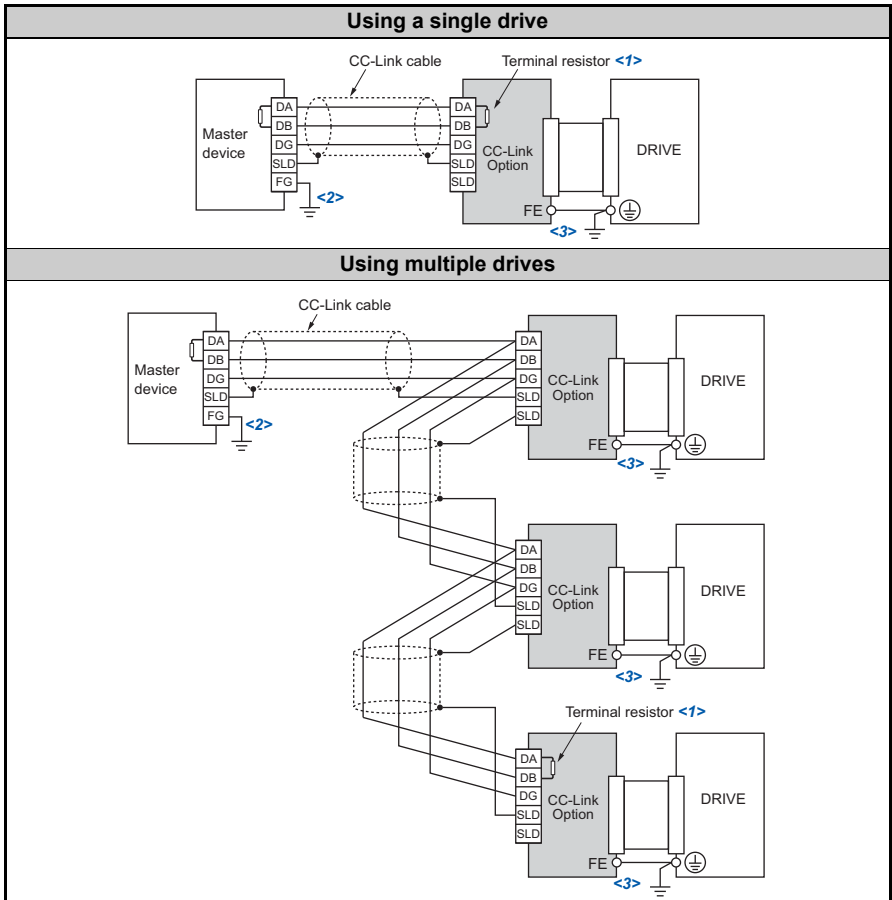 Using a single drive
CC-Link cable
Terminal resistor <1>
Master
device
DA
DB
DG
SLD
FG
<2>
DA
DB
DG
SLD
SLD
CC-Link
Option
FE
<3>
DRIVE
Using multiple drives
CC-Link cable
Master
device
DA
DB
DG
SLD
FG
<2>
DA
DB
DG
SLD
SLD
CC-Link
Option
FE
<3>
DRIVE
DA
DB
DG
SLD
SLD
CC-Link
Option
FE
<3>
DRIVE
Terminal resistor <1>
DA
DB
DG
SLD
SLD
CC-Link
Option
FE
<3>
DRIVE